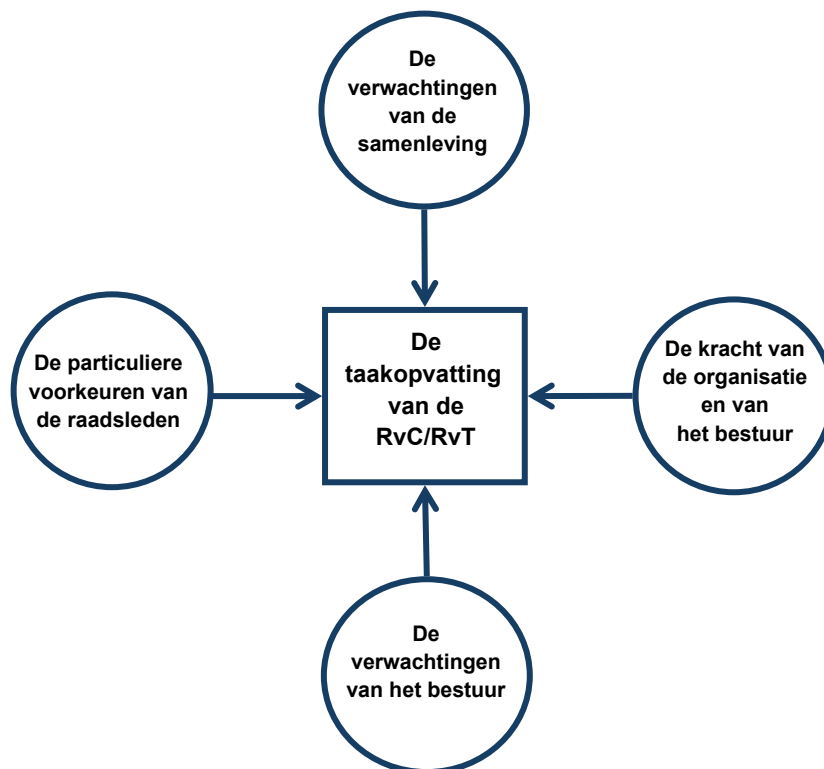 De
verwachtingen
van de
samenleving
De particuliere
voorkeuren van
de raadsleden
De
taakopvatting
van de
RvC/RvT
De kracht van
de organisatie
en van
het bestuur
De
verwachtingen
van het bestuur